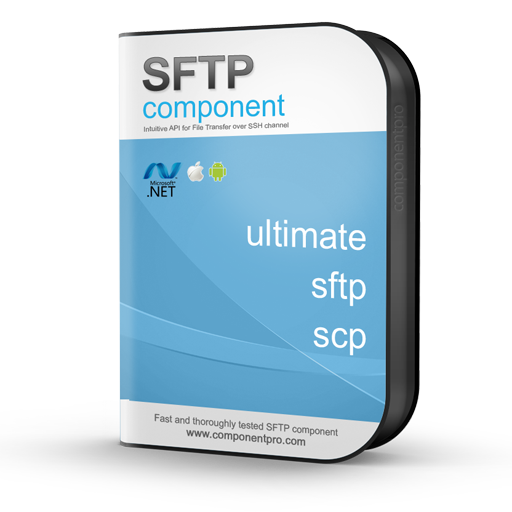 SFTP
component
Intuitive API for File Transfer over SSH channel
Microsoft®
.NET
ultimate
sftp
scp
Fast and thoroughly tested SFTP component
www.componentpro.com
componentpro